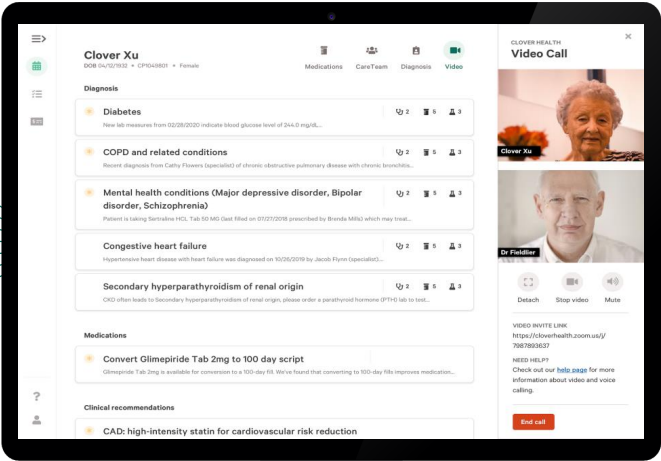 Clover Xu
DOB 04/12/1932 • CP1049801 • Female
Medications
CareTeam
Diagnosis
Video
Diagnosis
Diabetes
New lab measures from 02/28/2020 indicate blood glucose level of 244.0 mg/dL...
2 6 3
COPD and related conditions
Recent diagnosis from Cathy Flowers (specialist) of chronic obstructive pulmonary disease with chronic bronchitis...
2 5 3
Mental health conditions (Major depressive disorder, Bipolar
disorder, Schizophrenia)
Patient is taking Sertraline HCL Tab 50 MG (last filled on 07/27/2018 prescribed by Brenda Mills) which may treat...
2 5 3
Congestive heart failure
Hypertensive heart disease with heart failure was diagnosed on 10/26/2019 by Jacob Flynn (specialist)...
2 5 3
Secondary hyperparathyroidism of renal origin
CKD often leads to Secondary hyperparathyroidism of renal origin, please order a parathyroid hormone (PTH) lab to test...
2 5 3
Medications
Convert Glimepiride Tab 2mg to 100 day script
Glimepiride Tab 2mg is available for conversion to a 100-day fill. We've found that converting to 100-day fills improves medication...
Clinical recommendations
CAD: high-intensity statin for cardiovascular risk reduction
?
CLOVER HEALTH
Video Call
Clover Xu
Dr Fieldlier
Detach
Stop video
Mute
VIDEO INVITE LINK
https://cloverhealth.zoom.us/j/
7987893637
NEED HELP?
Check out our help page for more
information about video and voice
calling.
End call